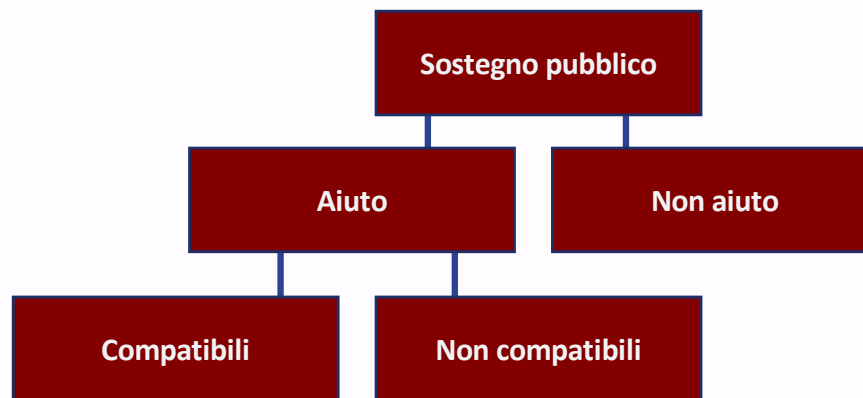 Sostegno pubblico
Aiuto
Non aiuto
Compatibili
Non compatibili